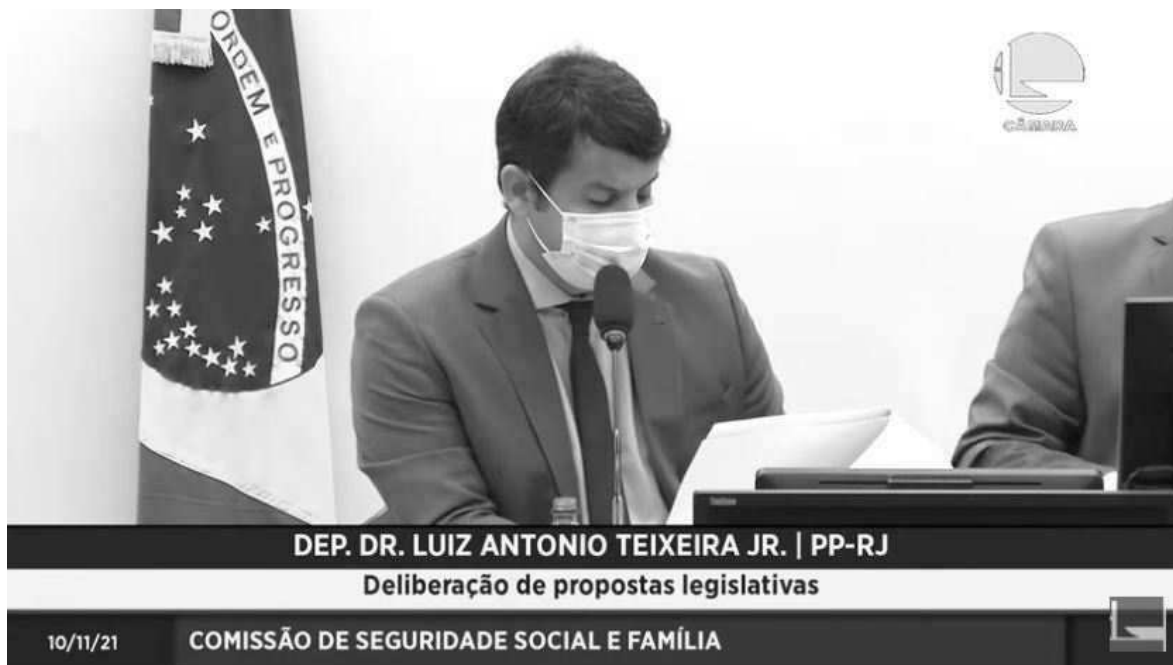 ORDEM E PROGRESSO
CÂMARA
DEP. DR. LUIZ ANTONIO TEIXEIRA JR. | PP-RJ
Deliberação de propostas legislativas
10/11/21
COMISSÃO DE SEGURIDADE SOCIAL E FAMÍLIA